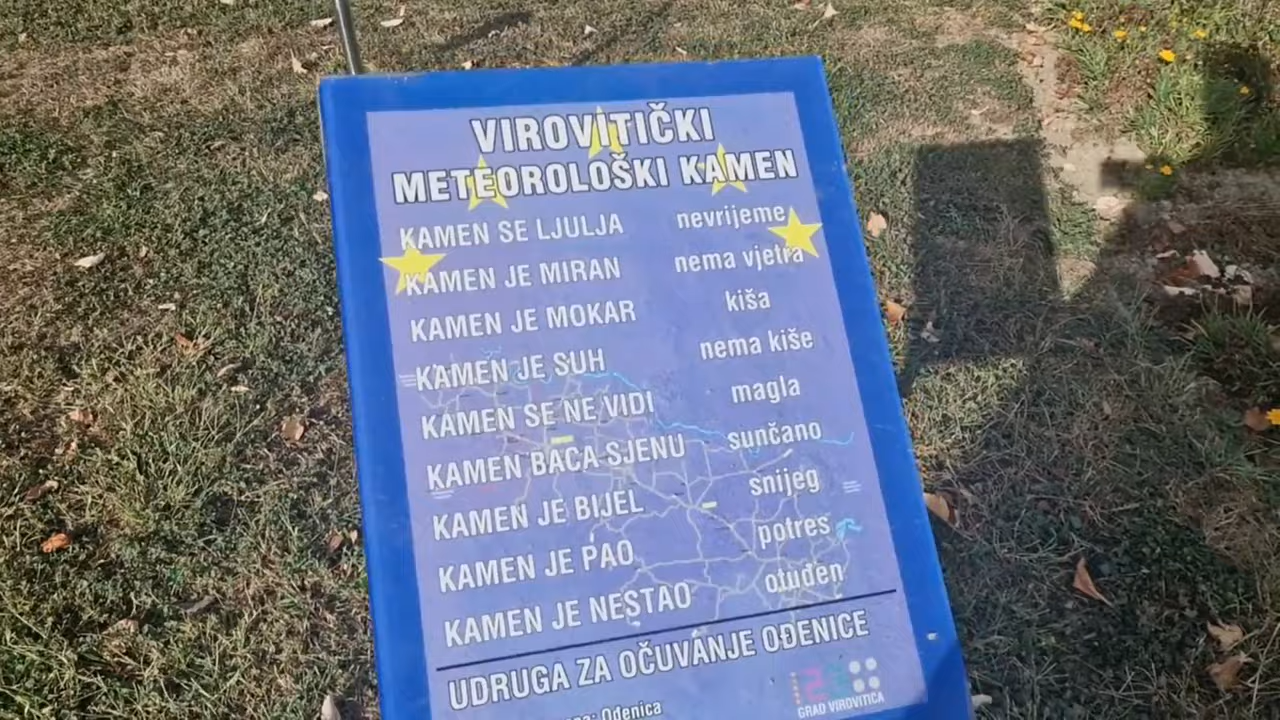 VIROVITIČKI
METEOROLOŠKI KAMEN
KAMEN SE LJULJA nevrijeme
KAMEN JE MIRAN nema vjetra
KAMEN JE MOKAR kiša
KAMEN JE SUH nema kiše
KAMEN SE NE VIDI magla
KAMEN BACA SJENU sunčano
KAMEN JE BIJEL snijeg
KAMEN JE PAO potres
KAMEN JE NESTAO otuđen
UDRUGA ZA OČUVANJE OĐENICE
Ođenica
GRAD VIROVITICA